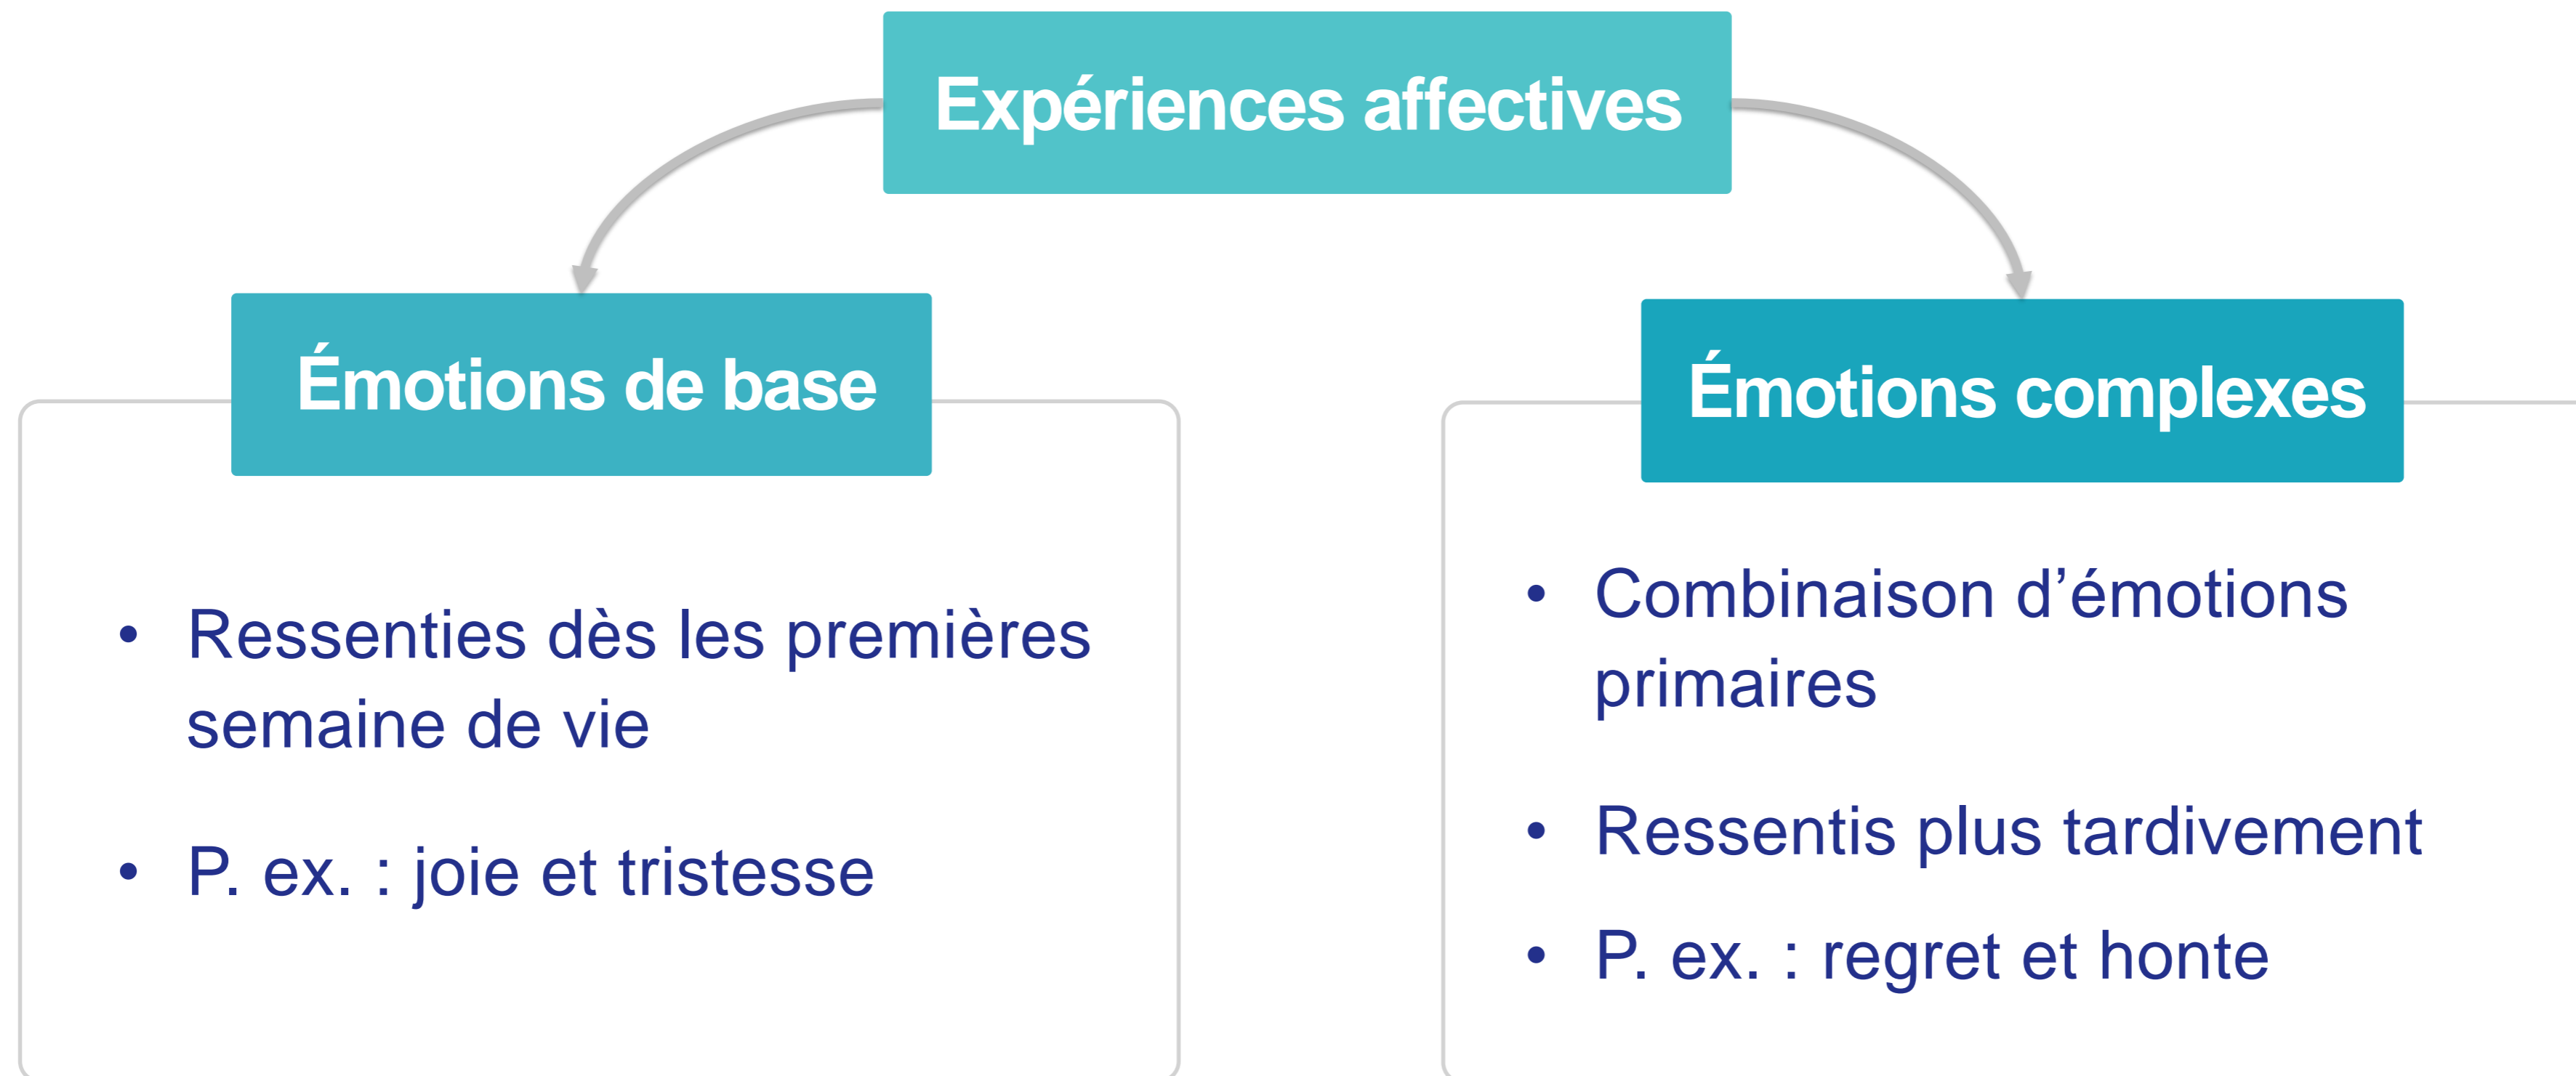 Expériences affectives
Émotions de base
• Ressenties dès les premières
semaine de vie
• P. ex. : joie et tristesse
Émotions complexes
• Combinaison d’émotions
primaires
• Ressentis plus tardivement
• P. ex. : regret et honte